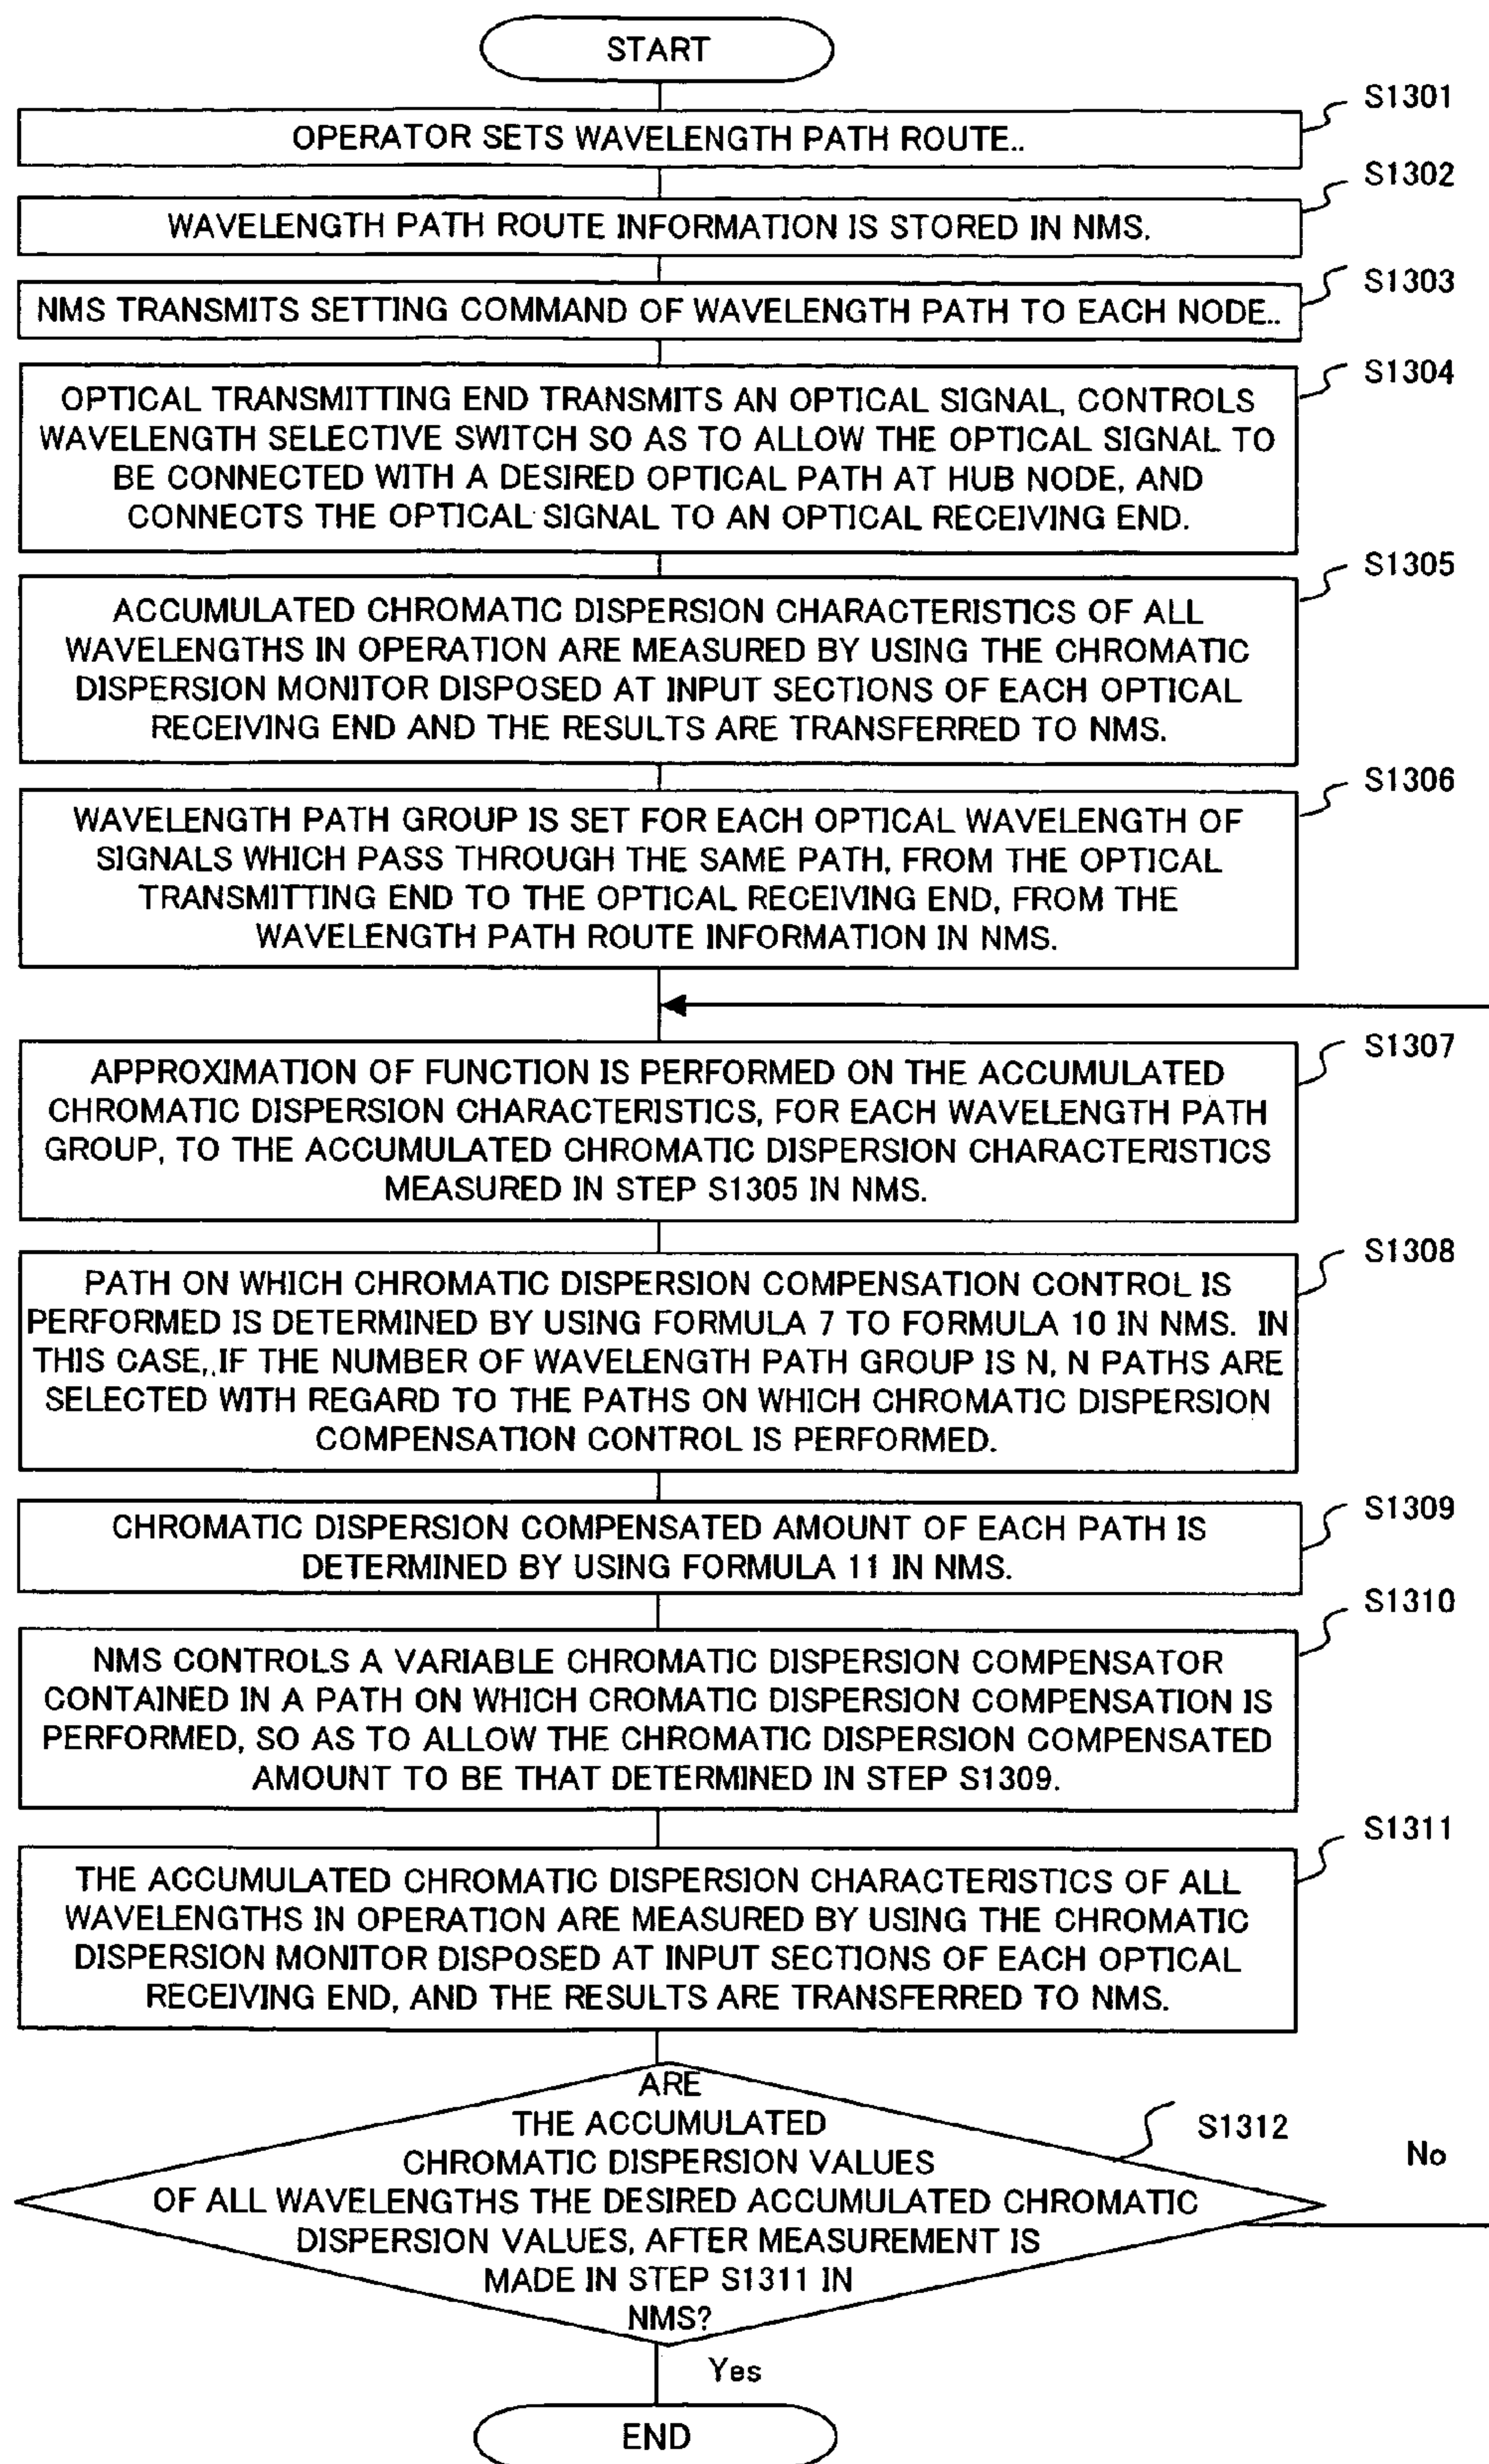 START
S1301
OPERATOR SETS WAVELENGTH PATH ROUTE..
S1302
WAVELENGTH PATH ROUTE INFORMATION IS STORED IN NMS.
S1303
NMS TRANSMITS SETTING COMMAND OF WAVELENGTH PATH TO EACH NODE..
S1304
OPTICAL TRANSMITTING END TRANSMITS AN OPTICAL SIGNAL, CONTROLS
WAVELENGTH SELECTIVE SWITCH SO AS TO ALLOW THE OPTICAL SIGNAL TO
BE CONNECTED WITH A DESIRED OPTICAL PATH AT HUB NODE, AND
CONNECTS THE OPTICAL SIGNAL TO AN OPTICAL RECEIVING END.
S1305
ACCUMULATED CHROMATIC DISPERSION CHARACTERISTICS OF ALL
WAVELENGTHS IN OPERATION ARE MEASURED BY USING THE CHROMATIC
DISPERSION MONITOR DISPOSED AT INPUT SECTIONS OF EACH OPTICAL
RECEIVING END AND THE RESULTS ARE TRANSFERRED TO NMS.
S1306
WAVELENGTH PATH GROUP IS SET FOR EACH OPTICAL WAVELENGTH OF
SIGNALS WHICH PASS THROUGH THE SAME PATH, FROM THE OPTICAL
TRANSMITTING END TO THE OPTICAL RECEIVING END, FROM THE
WAVELENGTH PATH ROUTE INFORMATION IN NMS.
S1307
APPROXIMATION OF FUNCTION IS PERFORMED ON THE ACCUMULATED
CHROMATIC DISPERSION CHARACTERISTICS, FOR EACH WAVELENGTH PATH
GROUP, TO THE ACCUMULATED CHROMATIC DISPERSION CHARACTERISTICS
MEASURED IN STEP S1305 IN NMS.
S1308
PATH ON WHICH CHROMATIC DISPERSION COMPENSATION CONTROL IS
PERFORMED IS DETERMINED BY USING FORMULA 7 TO FORMULA 10 IN NMS. IN
THIS CASE, IF THE NUMBER OF WAVELENGTH PATH GROUP IS N, N PATHS ARE
SELECTED WITH REGARD TO THE PATHS ON WHICH CHROMATIC DISPERSION
COMPENSATION CONTROL IS PERFORMED.
S1309
CHROMATIC DISPERSION COMPENSATED AMOUNT OF EACH PATH IS
DETERMINED BY USING FORMULA 11 IN NMS.
S1310
NMS CONTROLS A VARIABLE CHROMATIC DISPERSION COMPENSATOR
CONTAINED IN A PATH ON WHICH CROMATIC DISPERSION COMPENSATION IS
PERFORMED, SO AS TO ALLOW THE CHROMATIC DISPERSION COMPENSATED
AMOUNT TO BE THAT DETERMINED IN STEP S1309.
S1311
THE ACCUMULATED CHROMATIC DISPERSION CHARACTERISTICS OF ALL
WAVELENGTHS IN OPERATION ARE MEASURED BY USING THE CHROMATIC
DISPERSION MONITOR DISPOSED AT INPUT SECTIONS OF EACH OPTICAL
RECEIVING END, AND THE RESULTS ARE TRANSFERRED TO NMS.
ARE
THE ACCUMULATED
S1312
CHROMATIC DISPERSION VALUES
No
OF ALL WAVELENGTHS THE DESIRED ACCUMULATED CHROMATIC
DISPERSION VALUES, AFTER MEASUREMENT IS
MADE IN STEP S1311 IN
NMS?
Yes
END